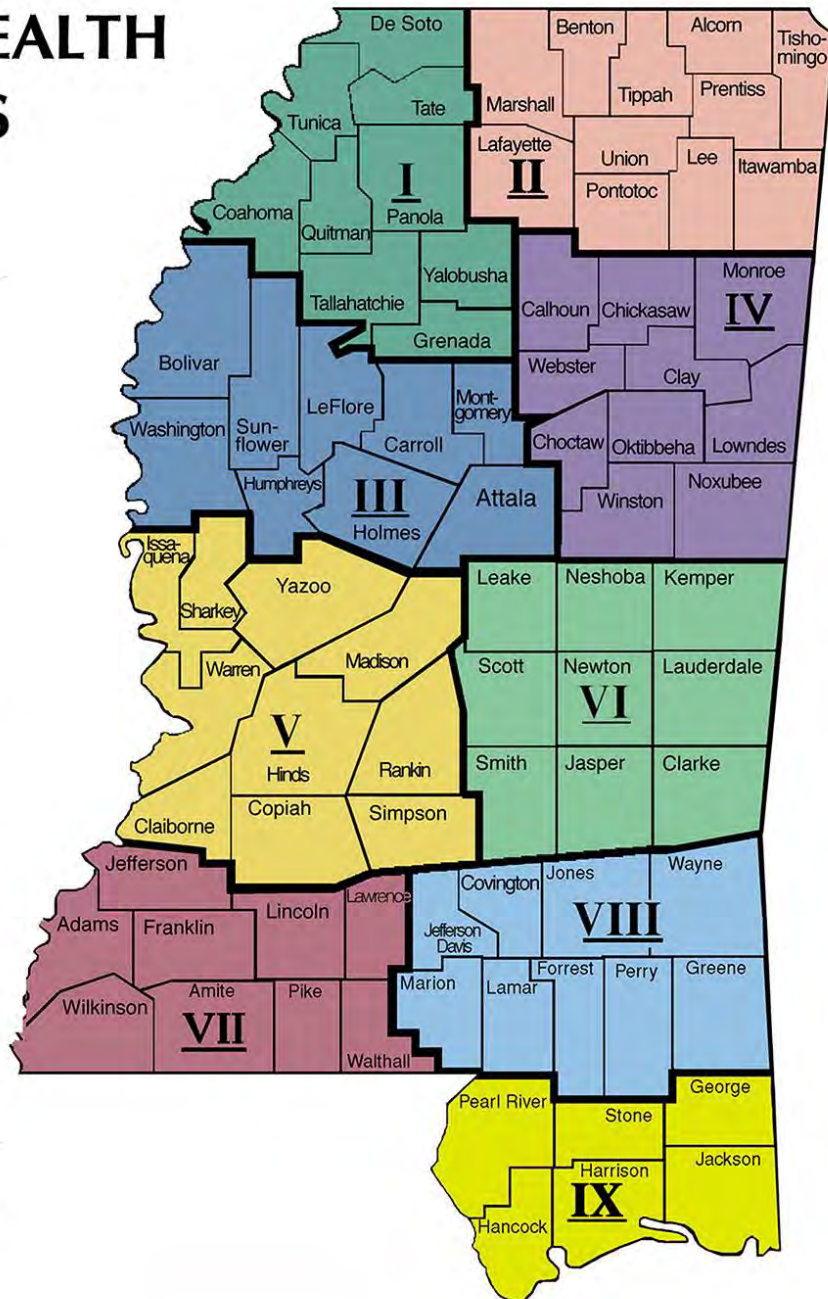 EALTH
S
De Soto
Benton
Alcorn
Tisho-
mingo
Marshall
Tippah
Prentiss
Tunica
Tate
Lafayette
Union
Lee
Itawamba
I
II
Pontotoc
Coahoma
Quitman
Panola
Yalobusha
Tallahatchie
Grenada
Monroe
Calhoun
Chickasaw
IV
Bolivar
Webster
Clay
Washington
Sun-
flower
LeFlore
Carroll
Mont-
gomery
Choctaw
Oktibbeha
Lowndes
Humphreys
III
Holmes
Attala
Winston
Noxubee
Issa-
quena
Sharkey
Yazoo
Leake
Neshoba
Kemper
Warren
Madison
Scott
Newton
Lauderdale
VI
V
Hinds
Rankin
Smith
Jasper
Clarke
Claiborne
Copiah
Simpson
Jefferson
Covington
Jones
Wayne
Adams
Franklin
Lincoln
Lawrence
VIII
Jefferson
Davis
Wilkinson
Amite
Pike
Marion
Lamar
Forrest
Perry
Greene
VII
Walthall
Pearl River
Stone
George
Harrison
Jackson
IX
Hancock